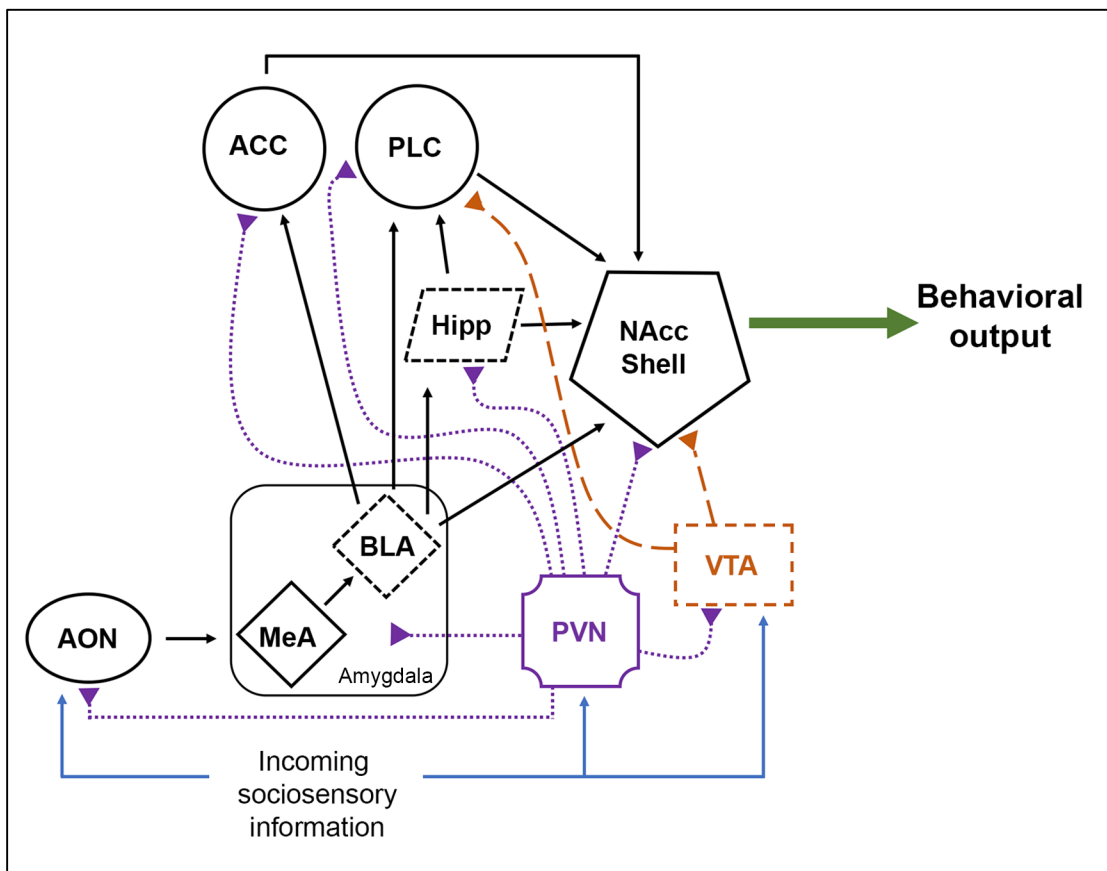 ACC
PLC
Hipp
NAcc
Shell
Behavioral
output
BLA
VTA
AON
MeA
PVN
Amygdala
Incoming
sociosensory
information